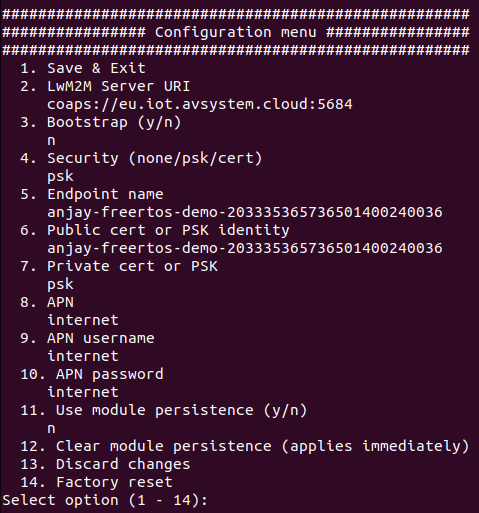 ####################################################
################ Configuration menu ################
####################################################
  1. Save & Exit
  2. LwM2M Server URI
     coaps://eu.iot.avsystem.cloud:5684
  3. Bootstrap (y/n)
     n
  4. Security (none/psk/cert)
     psk
  5. Endpoint name
     anjay-freertos-demo-203335365736501400240036
  6. Public cert or PSK identity
     anjay-freertos-demo-203335365736501400240036
  7. Private cert or PSK
     psk
  8. APN
     internet
  9. APN username
     internet
  10. APN password
      internet
  11. Use module persistence (y/n)
     n
  12. Clear module persistence (applies immediately)
  13. Discard changes
  14. Factory reset
Select option (1 - 14):